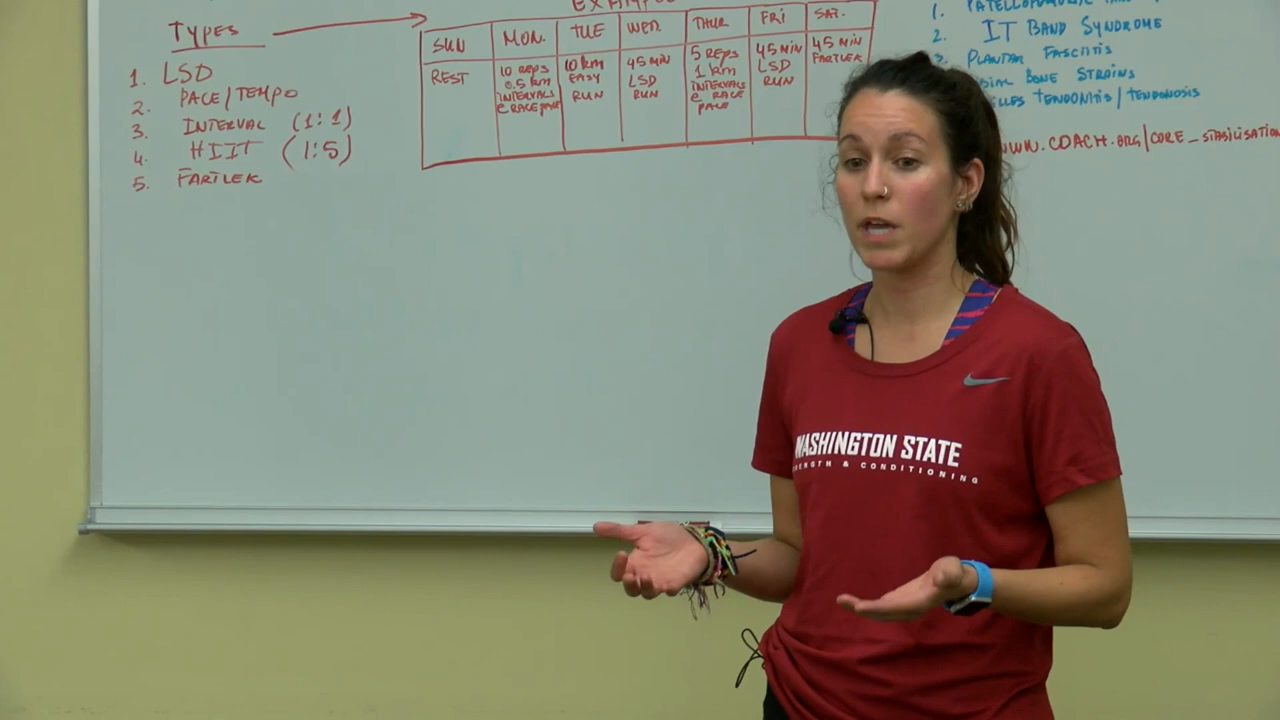 TYPES
1. LSD
2. PACE/TEMPO
3. INTERVAL (1:1)
4. HIIT (1:5)
5. FARTLEK
SUN MON. TUE WED. THUR FRI SAT.
REST
10 REPS
0.5 KM
INTERVALS
@ RACE PACE
10 KM
EASY
RUN
45 MIN
LSD
RUN
5 REPS
1 KM
INTERVALS
@ RACE
PACE
45 MIN
LSD
RUN
45 MIN
FARTLEK
1.
2. IT BAND SYNDROME
3. PLANTAR FASCITIS
BONE STRAINS
TENDONITIS/TENDONOSIS
WWW.COACH.ORG/CORE_STABILISATION
WASHINGTON STATE
& CONDITIONING